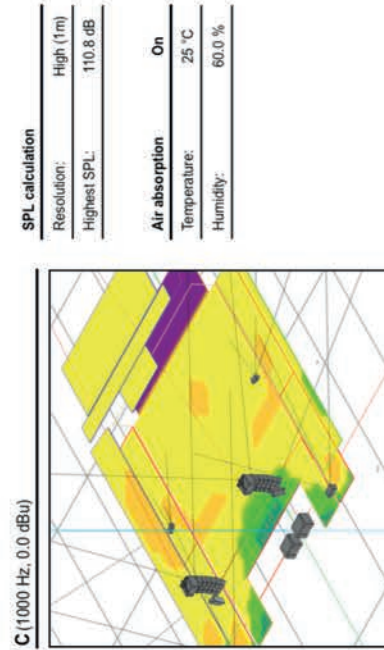 C (1000 Hz, 0.0 dBu)
SPL calculation
Resolution: High (1m)
Highest SPL: 110.8 dB
Air absorption On
Temperature: 25 °C
Humidity: 60.0 %